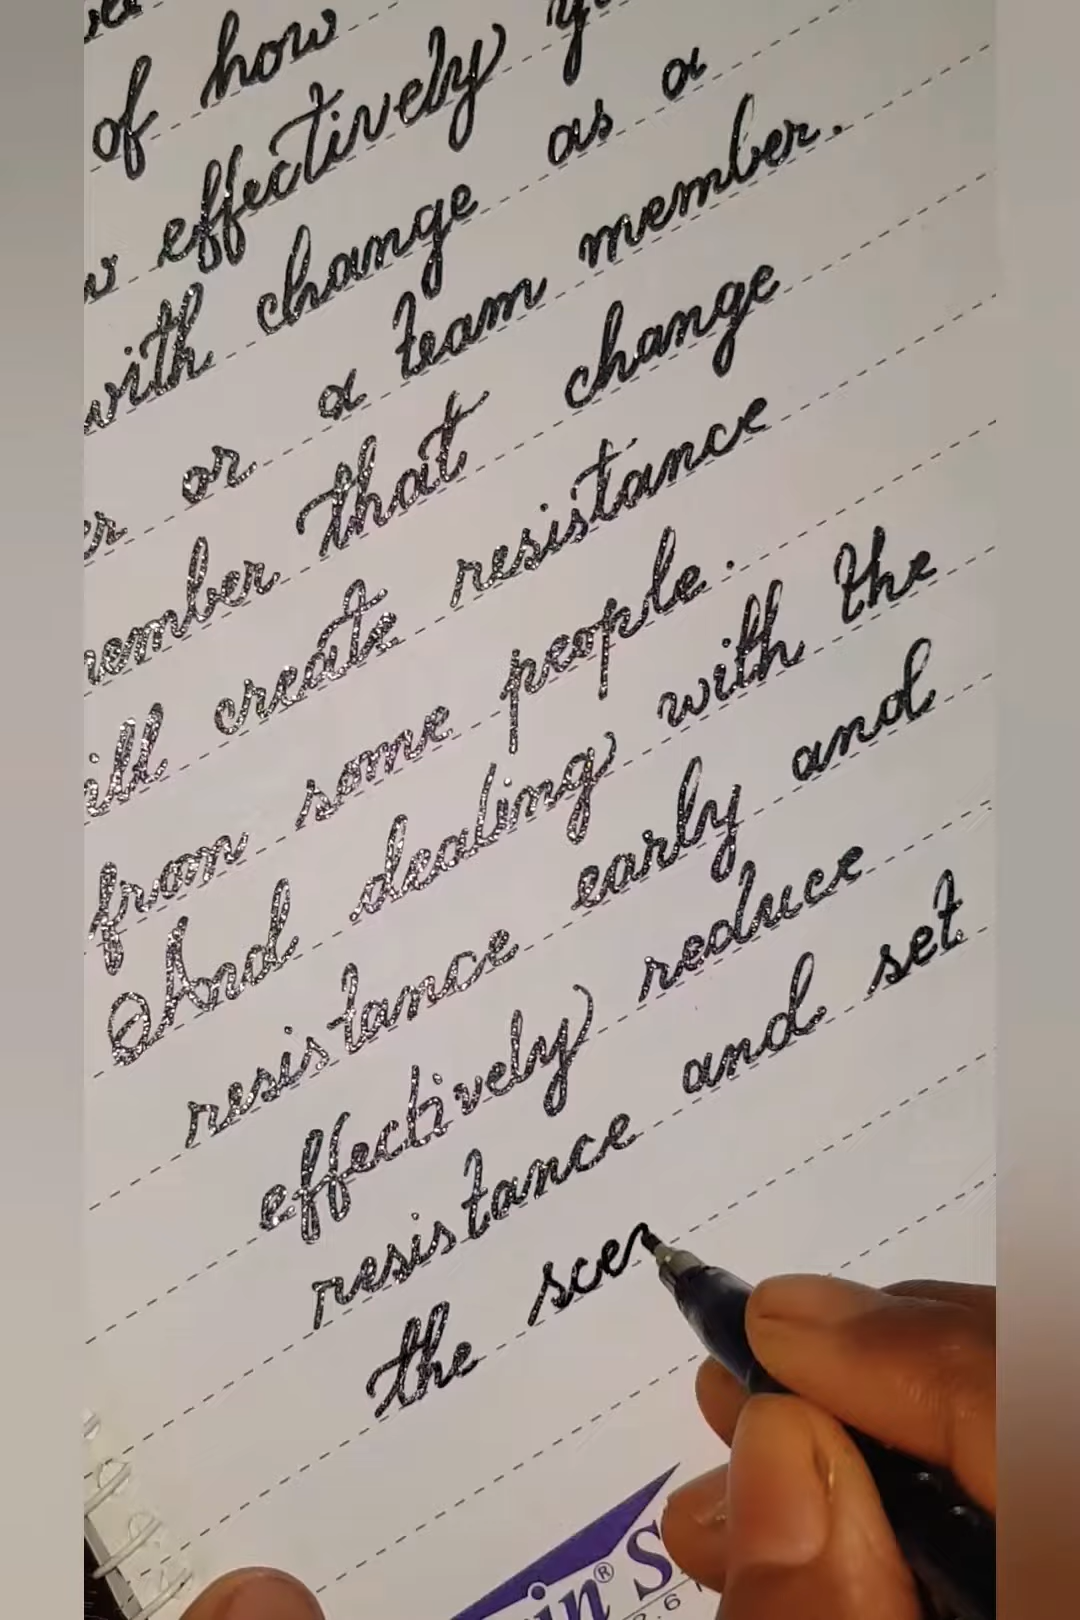 of how
effectively
with change as a
or a team member.
that change
create resistance
from some people.
And dealing with the
resistance early and
effectively reduce
resistance and set
the sce